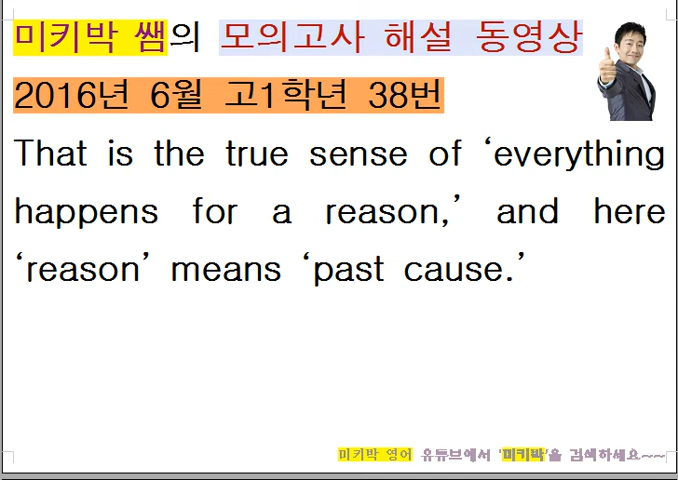 미키박 쌤의 모의고사 해설 동영상
2016년 6월 고1학년 38번
That is the true sense of ‘everything
happens for a reason,’ and here
‘reason’ means ‘past cause.’
미키박 영어 유튜브에서 '미키박'을 검색하세요~~